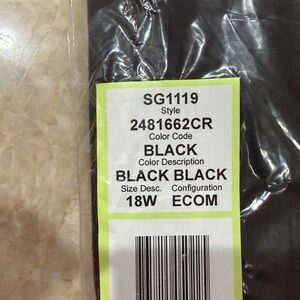 SG1119
Style
2481662CR
Color Code
BLACK
Color Description
BLACK BLACK
Size Desc. Configuration
18W ECOM